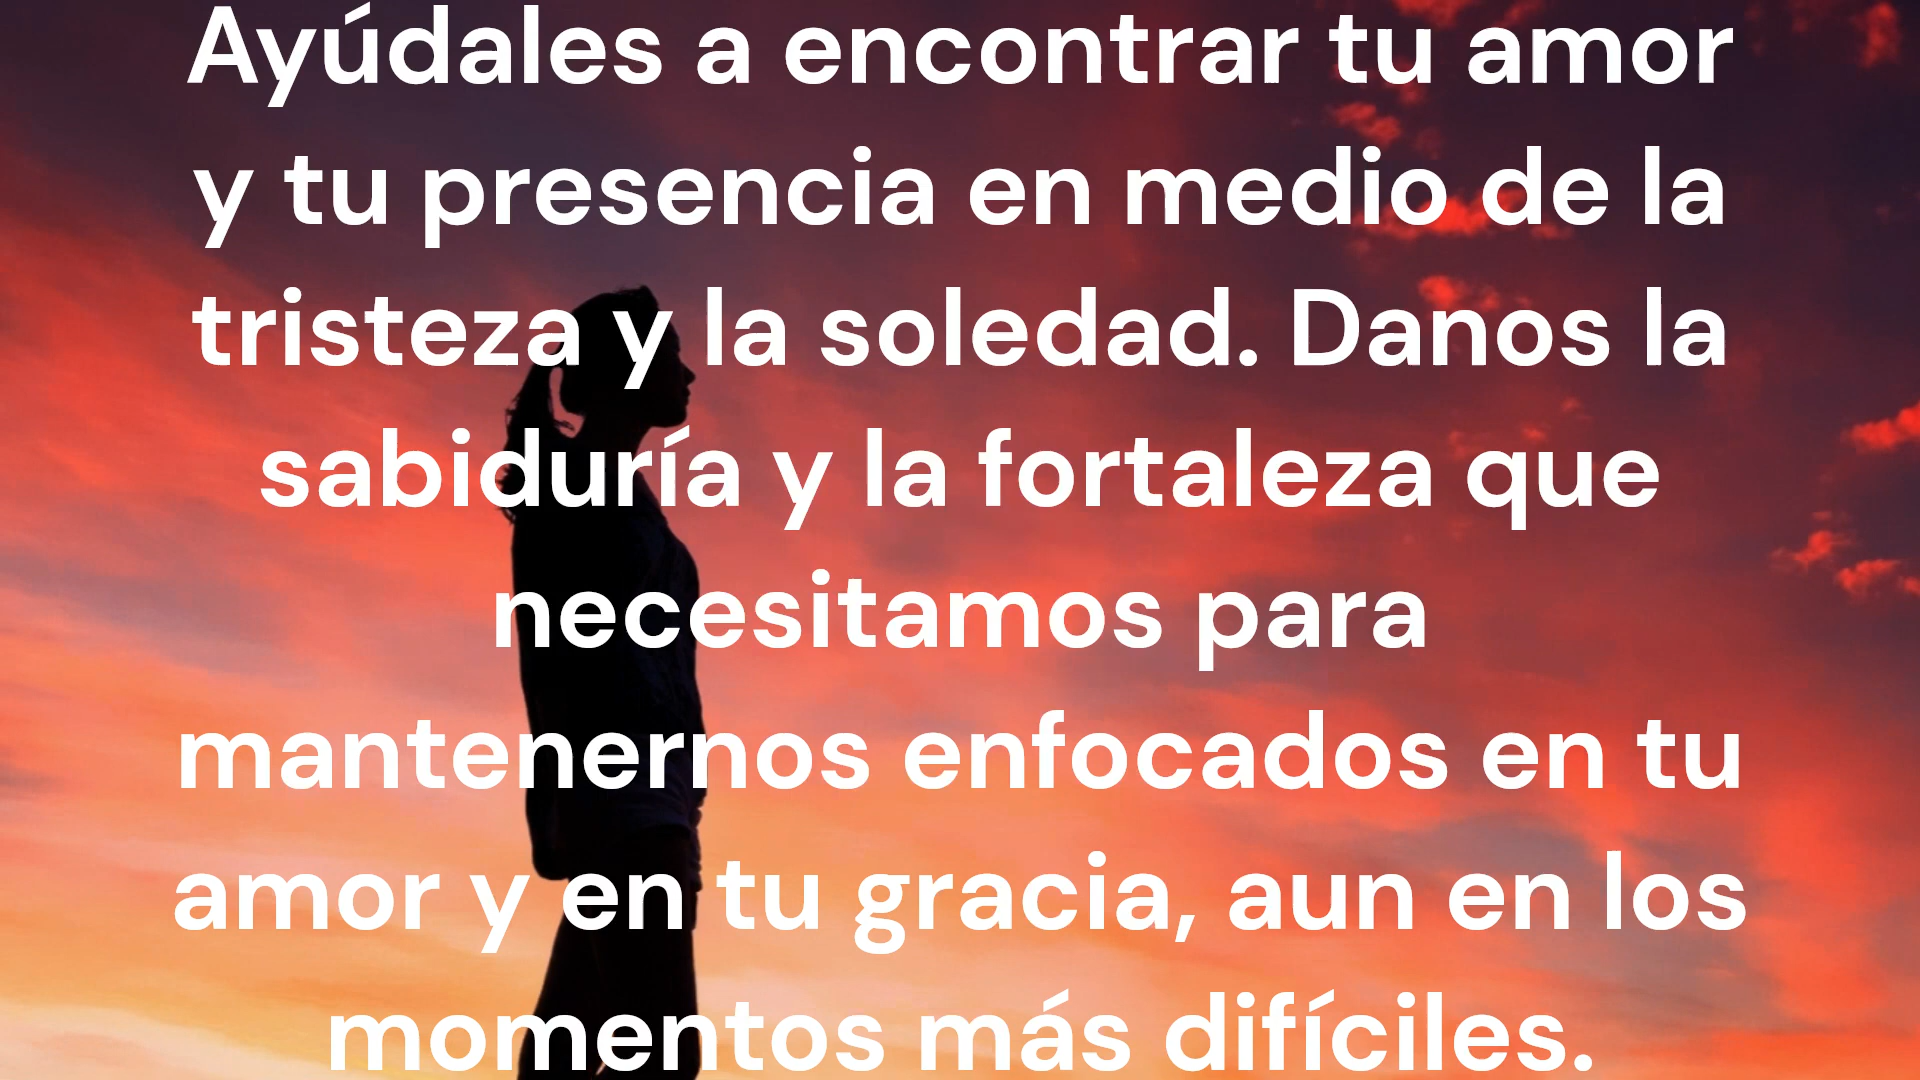 Ayúdales a encontrar tu amor
y tu presencia en medio de la
tristeza y la soledad. Danos la
sabiduría y la fortaleza que
necesitamos para
mantenernos enfocados en tu
amor y en tu gracia, aun en los
momentos más difíciles.